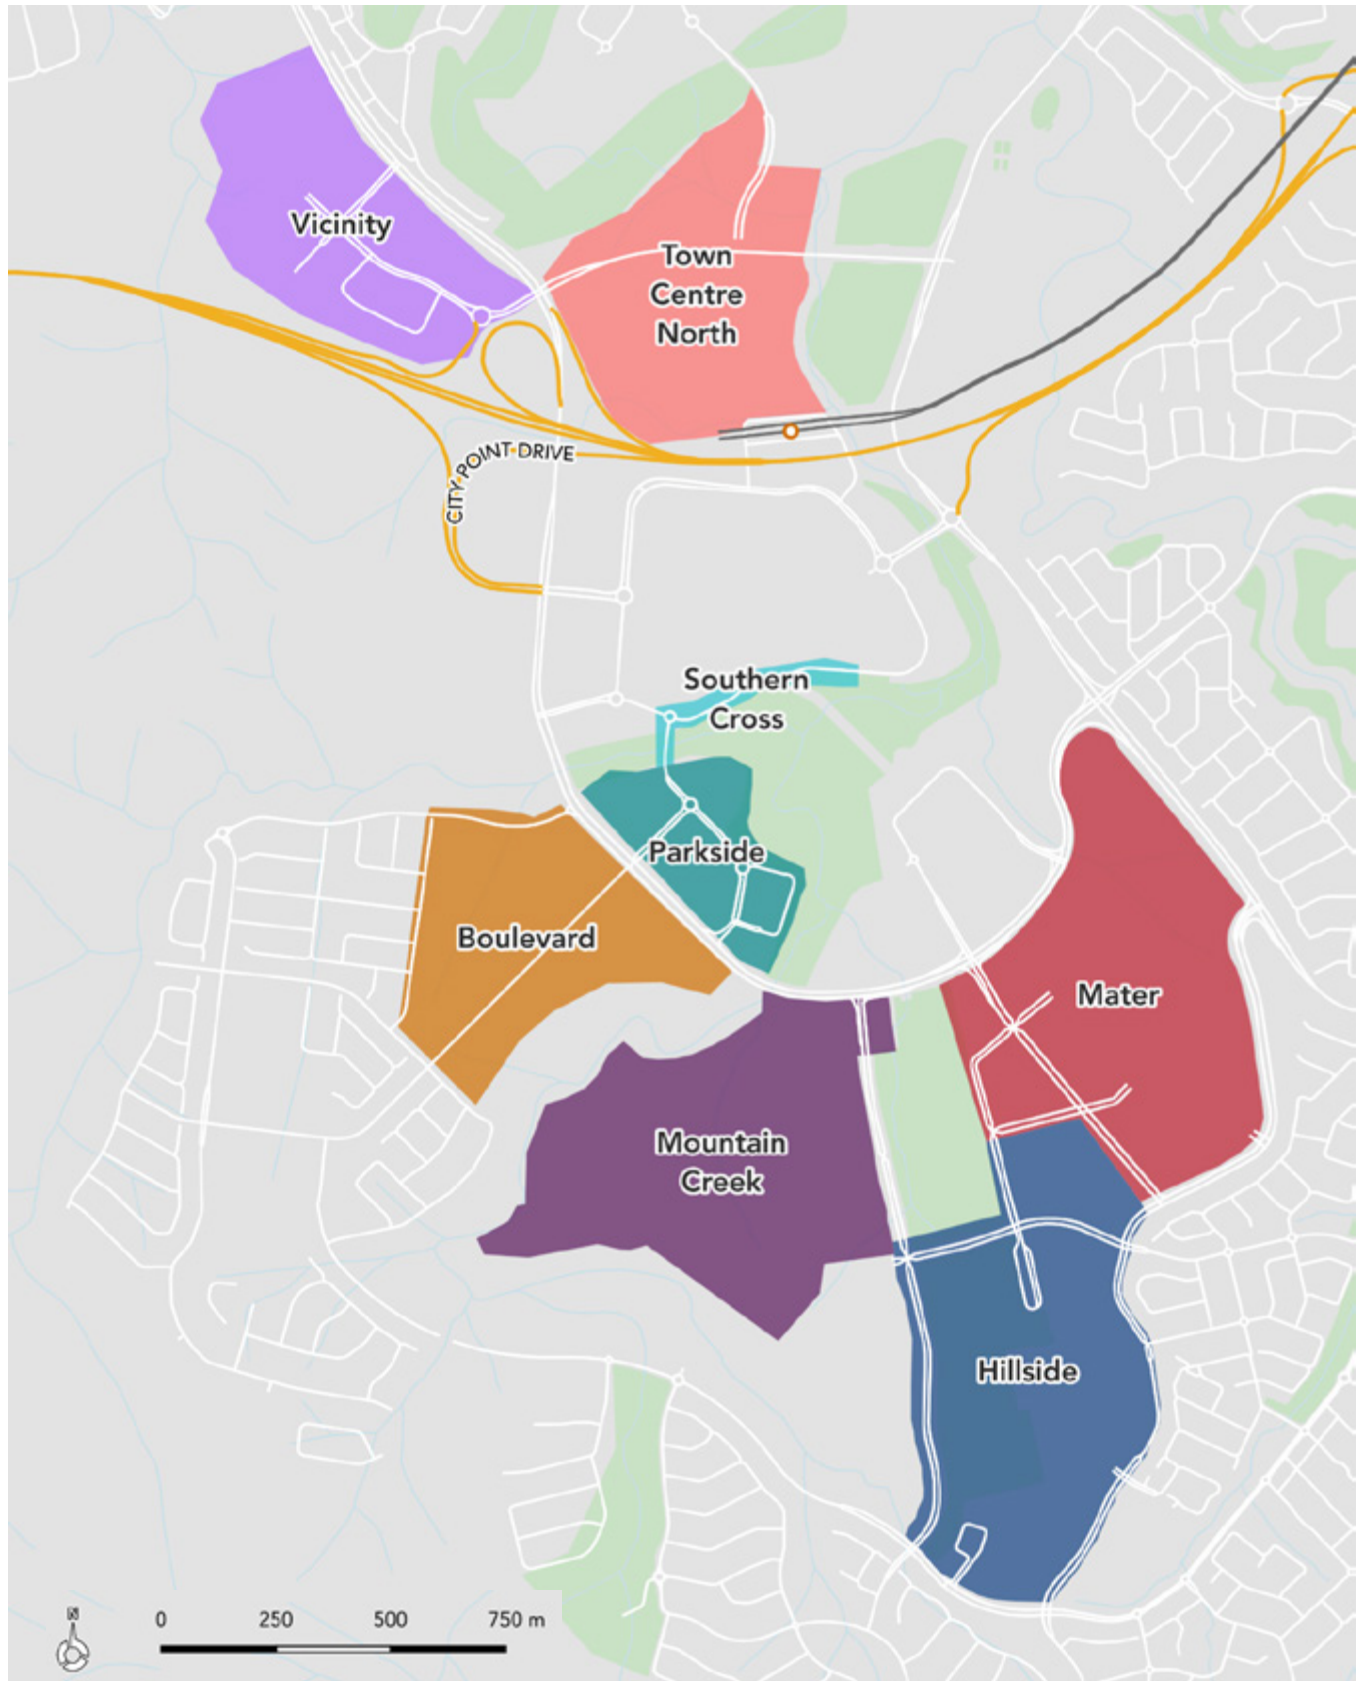 Vicinity
Town
Centre
North
CITY POINT DRIVE
Southern
Cross
Parkside
Boulevard
Mater
Mountain
Creek
Hillside
N
0 250 500 750 m